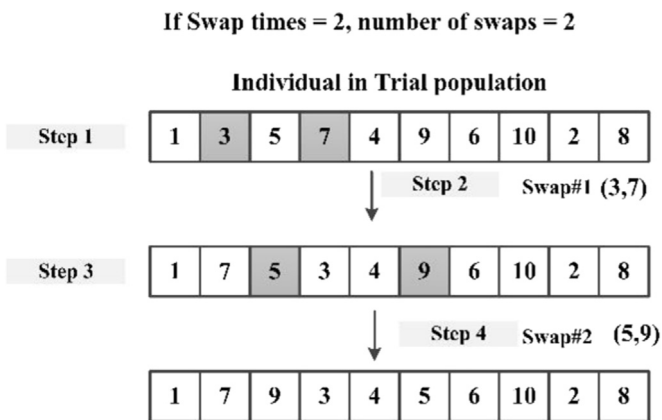 If Swap times = 2, number of swaps = 2
Individual in Trial population
Step 1 1 3 5 7 4 9 6 10 2 8
Step 2 Swap#1 (3,7)
Step 3 1 7 5 3 4 9 6 10 2 8
Step 4 Swap#2 (5,9)
1 7 9 3 4 5 6 10 2 8